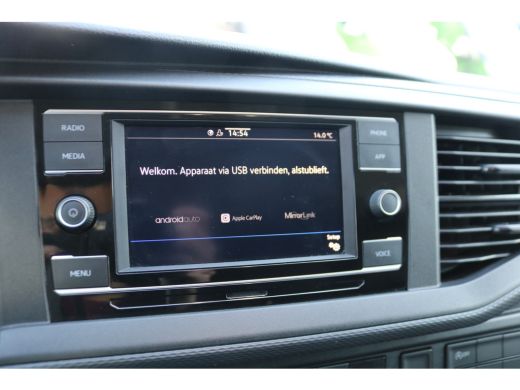 RADIO
14:54
14.0°C
PHONE
MEDIA
APP
Welkom. Apparaat via USB verbinden, alstublieft.
androidauto
Apple CarPlay
MirrorLink
Setup
MENU
VOICE